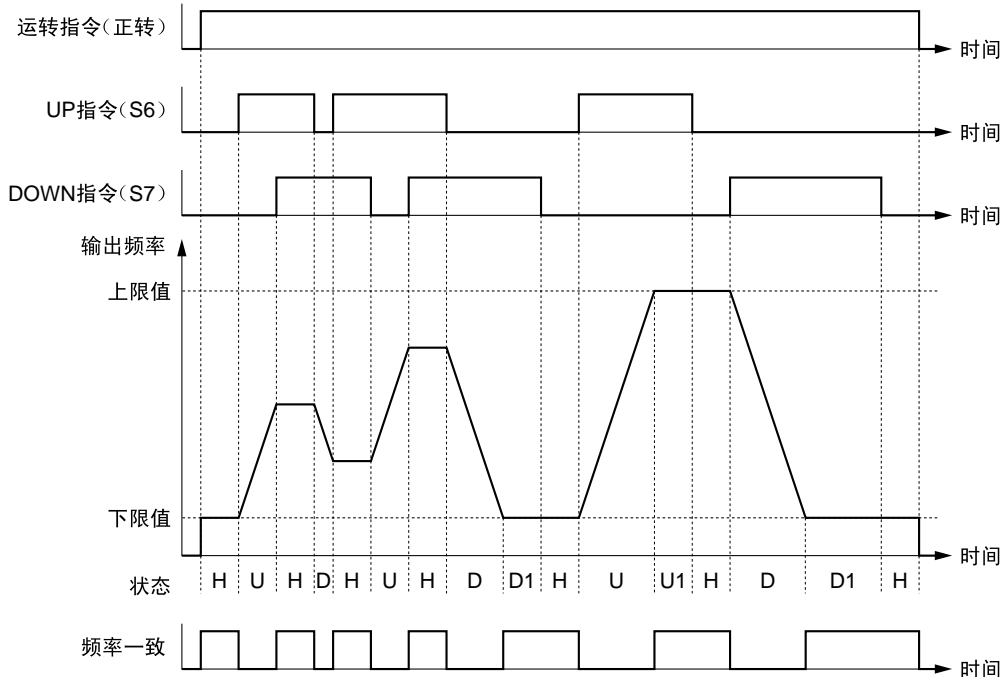 运转指令（正转）
时间
UP指令（S6）
时间
DOWN指令（S7）
时间
输出频率
上限值
下限值
时间
状态 H U H D H U H D D1 H U U1 H D D1 H
频率一致
时间